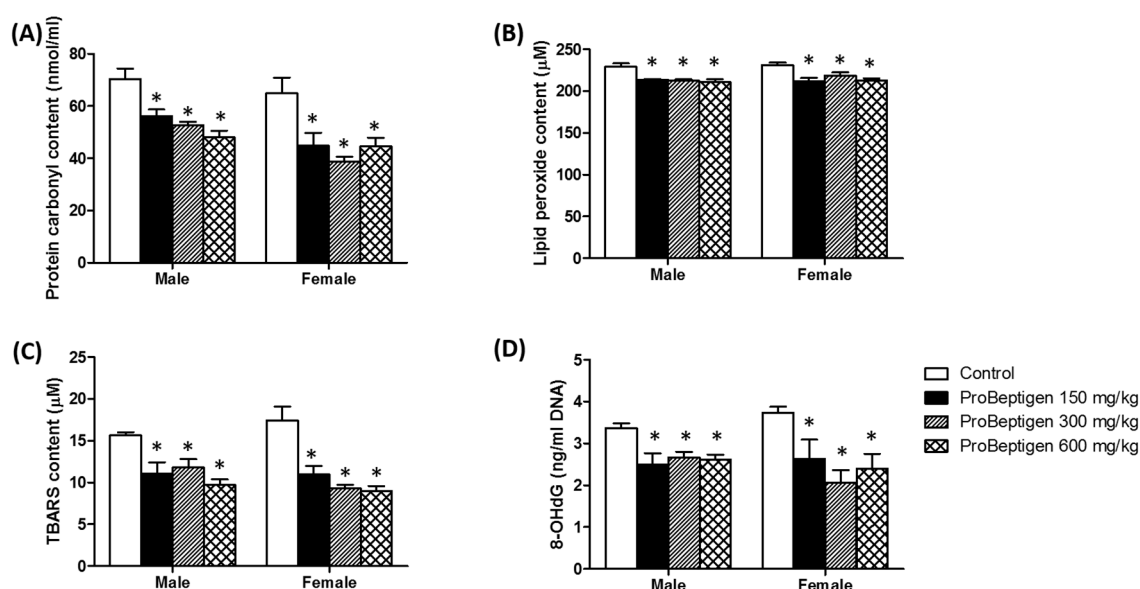 (A)
Protein carbonyl content (nmol/ml)
80
60
40
20
0
* * *
* * *
Male Female
(B)
Lipid peroxide content (μM)
250
200
150
100
50
0
* * *
* * *
Male Female
(C)
TBARS content (μM)
25
20
15
10
5
0
* * *
* * *
Male Female
(D)
8-OHdG (ng/ml DNA)
5
4
3
2
1
0
* * *
* * *
Male Female
Control
ProBeptigen 150 mg/kg
ProBeptigen 300 mg/kg
ProBeptigen 600 mg/kg